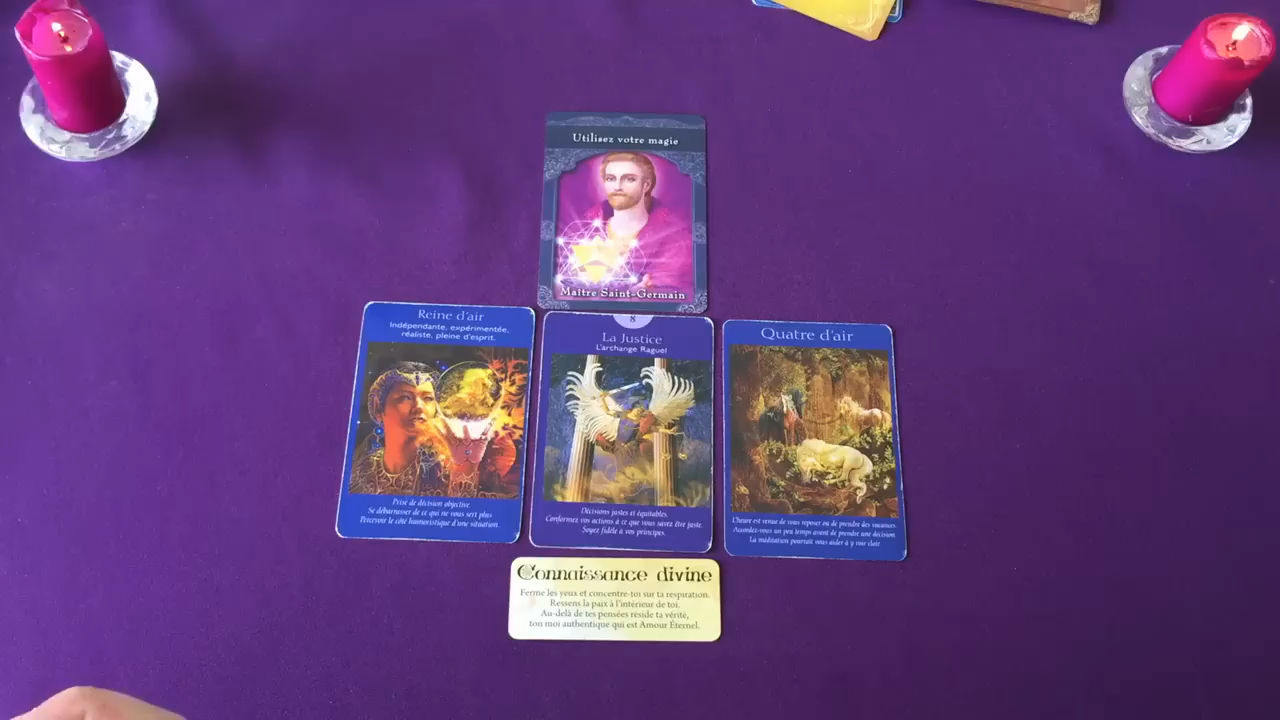 Utilisez votre magie
Maître Saint-Germain
Reine d'air
Indépendante, expérimentée,
réaliste, pleine d'esprit.
Prise de décision objective
Se débarrasser de ce qui ne vous sert plus
Percevoir le côté humoristique d'une situation.
8
La Justice
L'archange Raguel
Décisions justes et équitables.
Conformez vos actions à ce que vous savez être juste.
Soyez fidèle à vos principes.
Quatre d'air
L'heure est venue de vous reposer ou de prendre des vacances
Accordez-vous un peu temps avant de prendre une décision.
La méditation pourrait vous aider à y voir clair
Connaissance divine
Ferme les yeux et concentre-toi sur ta respiration.
Ressens la paix à l'intérieur de toi.
Au-delà de tes pensées réside ta vérité,
ton moi authentique qui est Amour Éternel.